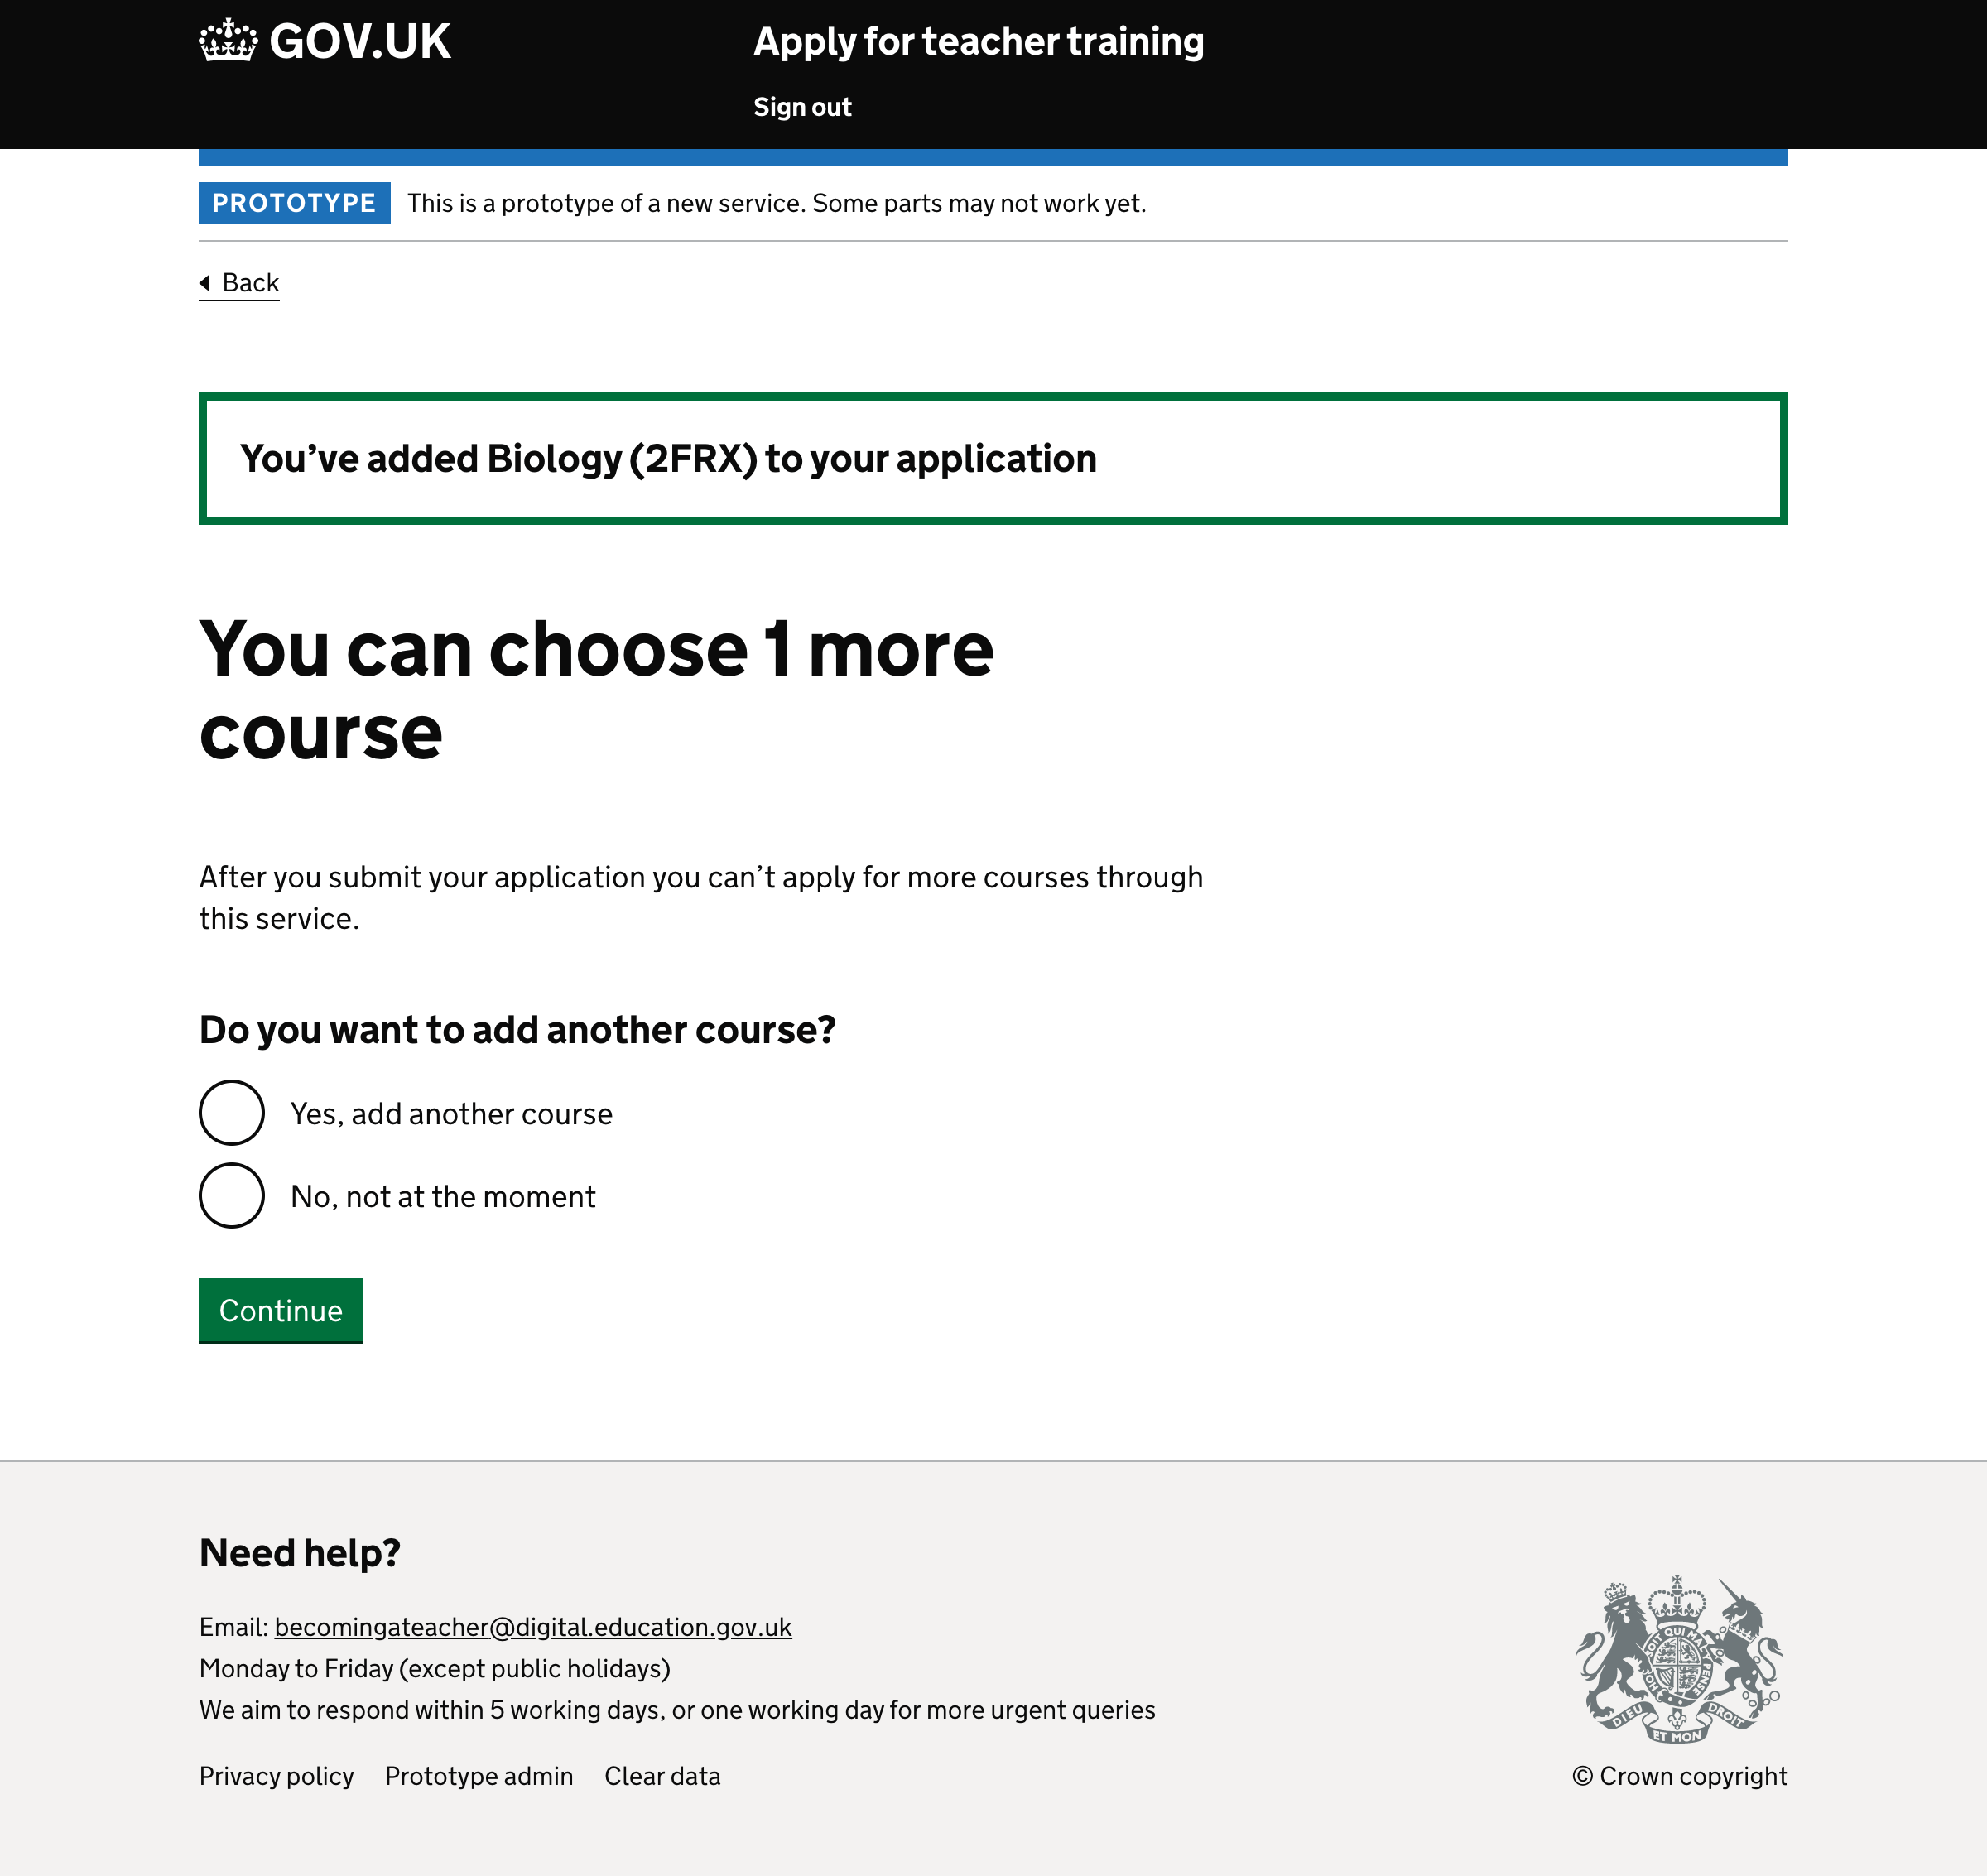 GOV.UK
Apply for teacher training
Sign out
PROTOTYPE This is a prototype of a new service. Some parts may not work yet.
Back
You’ve added Biology (2FRX) to your application
You can choose 1 more
course
After you submit your application you can’t apply for more courses through
this service.
Do you want to add another course?
Yes, add another course
No, not at the moment
Continue
Need help?
Email: becomingateacher@digital.education.gov.uk
Monday to Friday (except public holidays)
We aim to respond within 5 working days, or one working day for more urgent queries
Privacy policy Prototype admin Clear data
DIEU ET MON DROIT
© Crown copyright